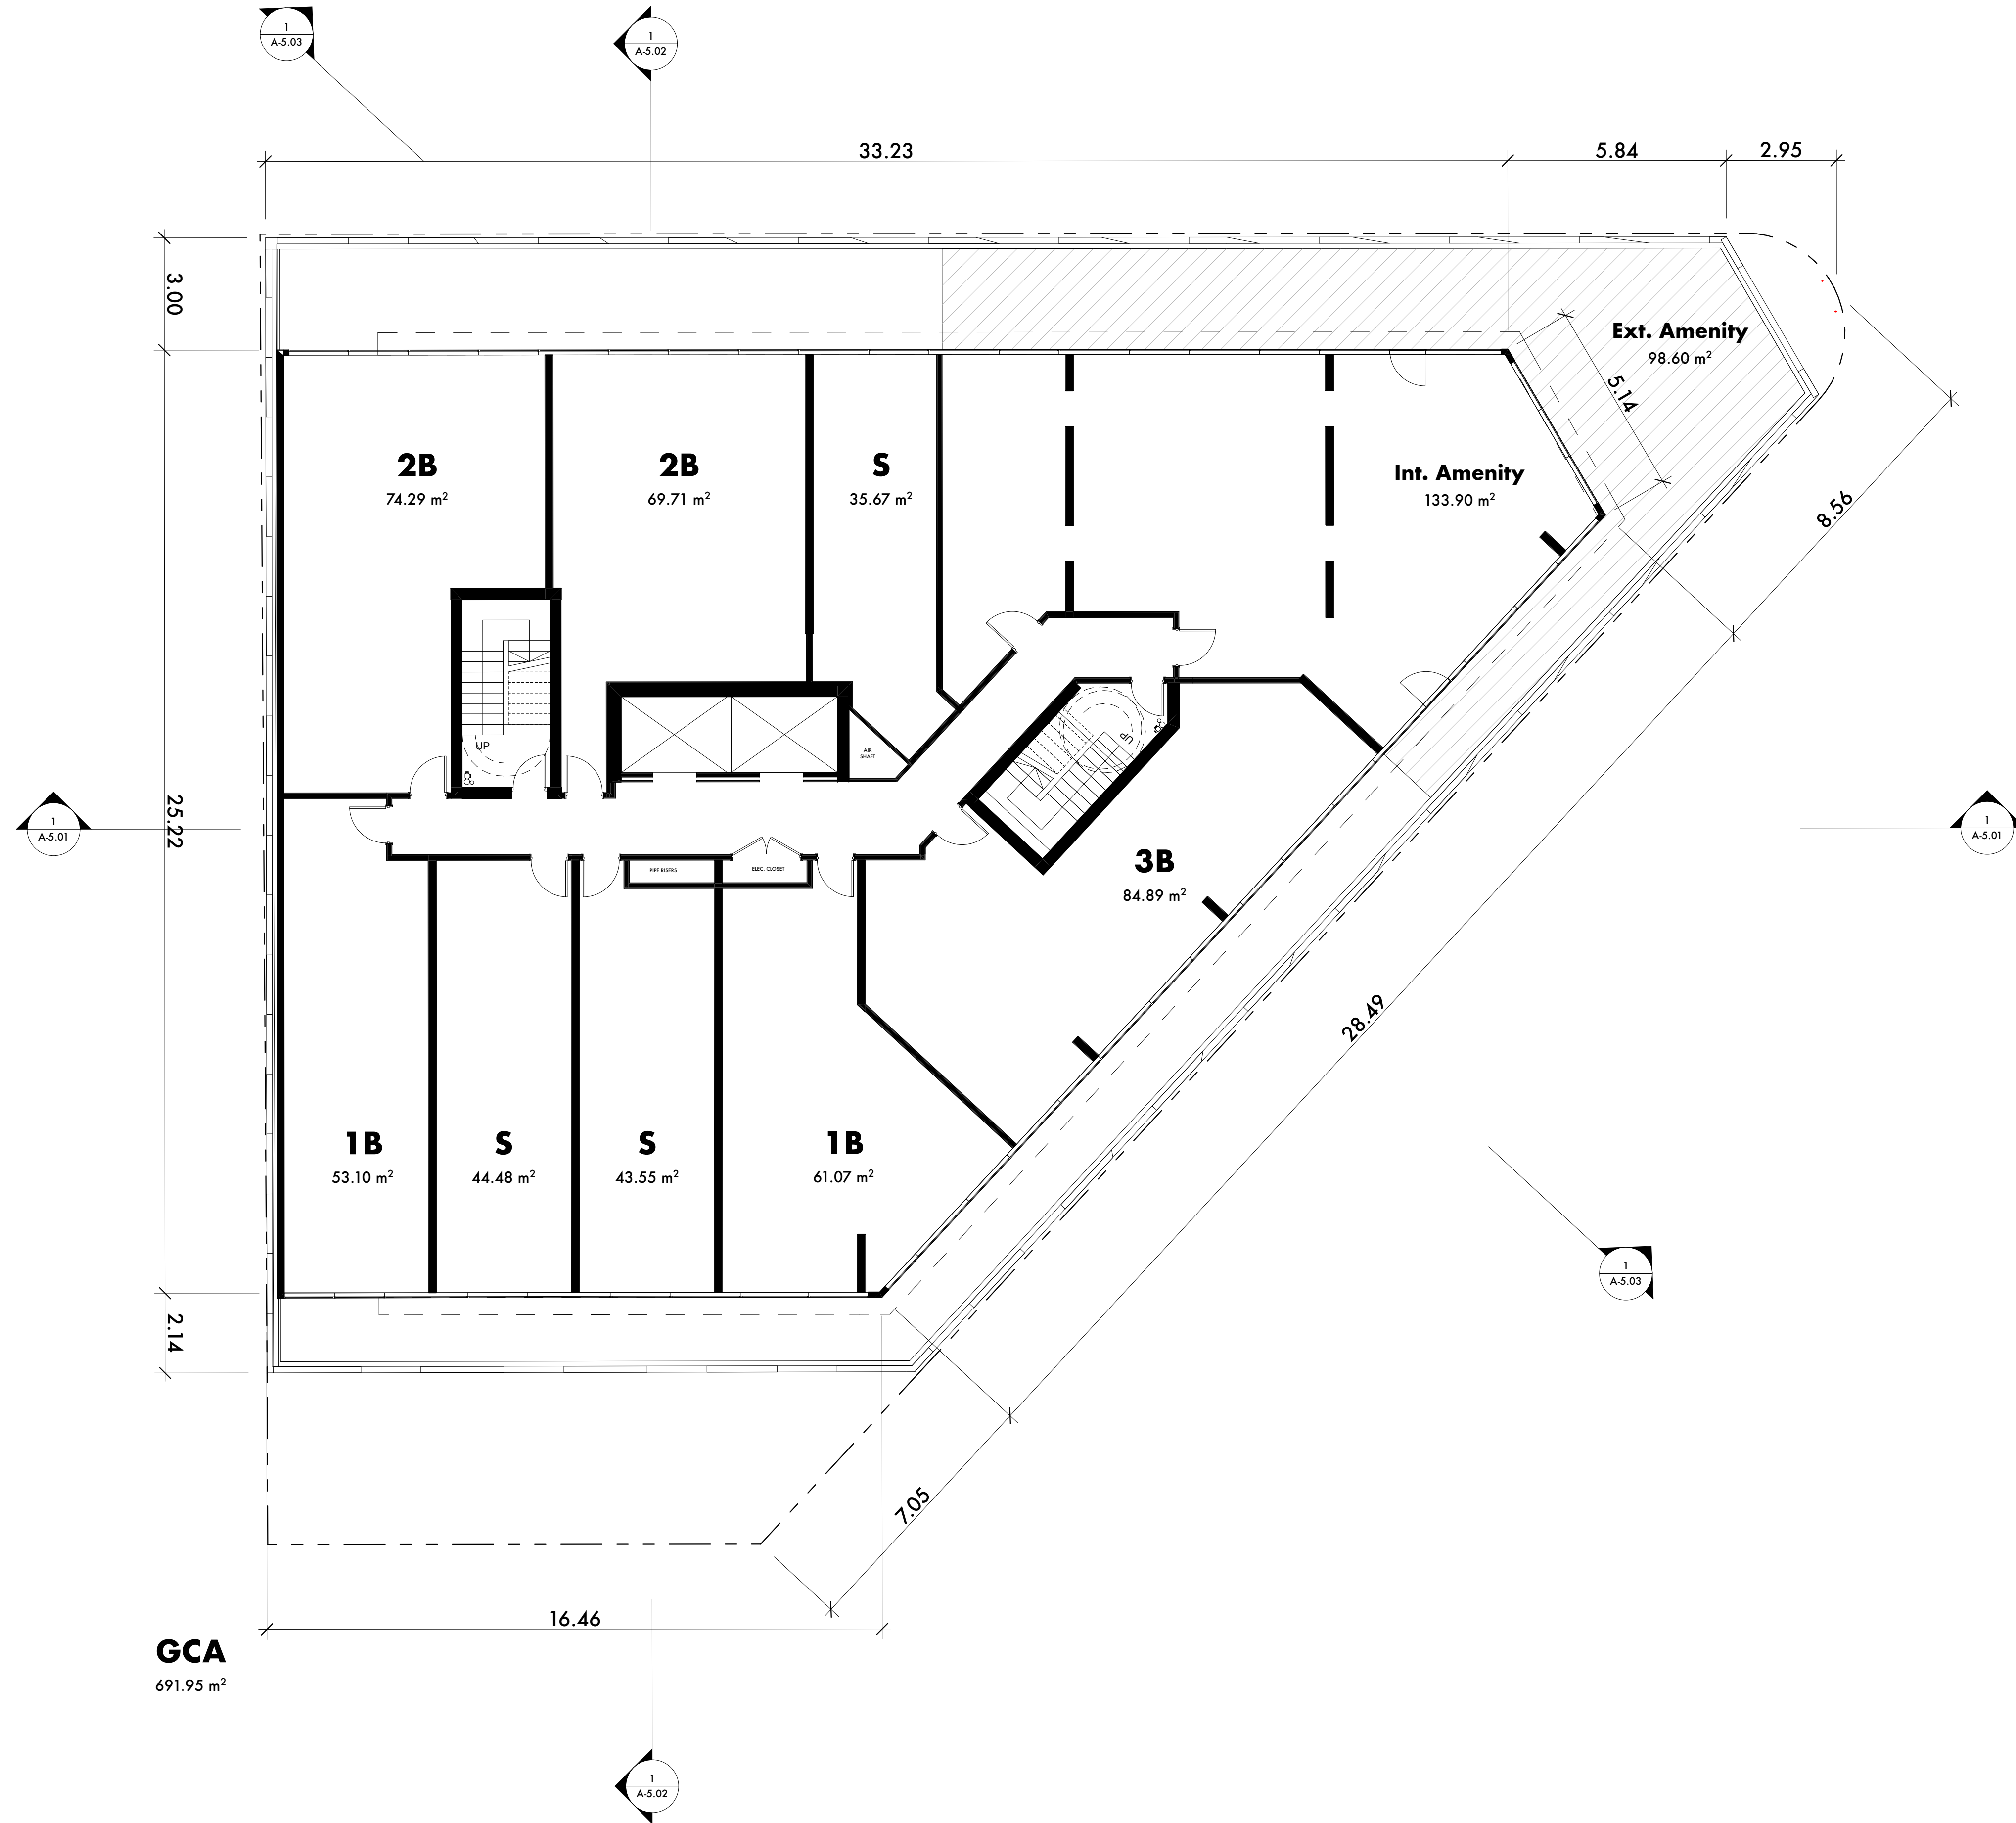 1
A-5.03
1
A-5.02
33.23
5.84
2.95
3.00
Ext. Amenity
98.60 m²
5.14
2B
74.29 m²
2B
69.71 m²
S
35.67 m²
Int. Amenity
133.90 m²
8.56
UP
UP
AIR
SHAFT
25.22
1
A-5.01
1
A-5.01
PIPE RISERS
ELEC. CLOSET
3B
84.89 m²
28.49
1B
53.10 m²
S
44.48 m²
S
43.55 m²
1B
61.07 m²
1
A-5.03
2.14
7.05
16.46
GCA
691.95 m²
1
A-5.02